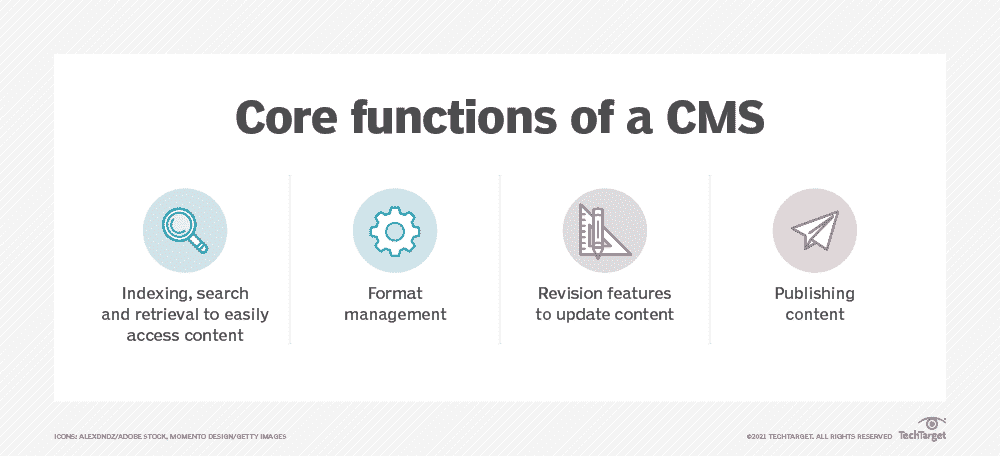 Core functions of a CMS
Indexing, search
and retrieval to easily
access content
Format
management
Revision features
to update content
Publishing
content
ICONS: ALEXDNDZ/ADOBE STOCK, MOMENTO DESIGN/GETTY IMAGES
©2021 TECHTARGET. ALL RIGHTS RESERVED
TechTarget